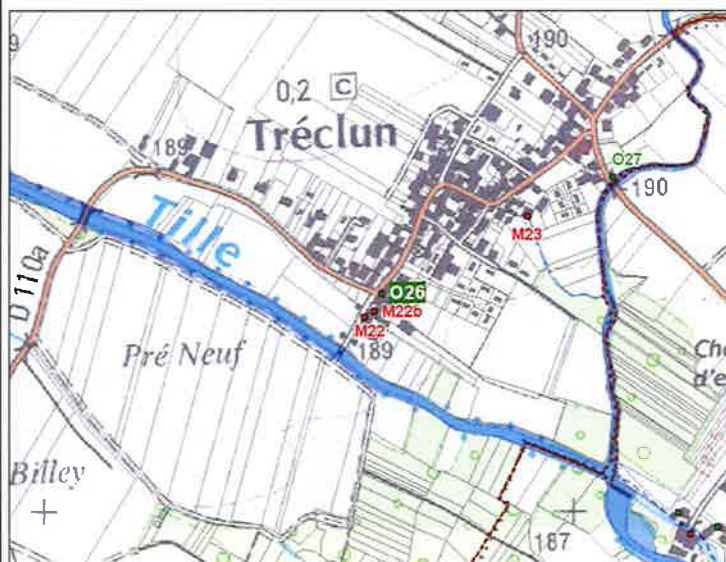 9
190
0,2 C
Tréclun
189
O27
190
Tille
M23
D 110a
O26
M22b
M22
189
Pré Neuf
Billey
187